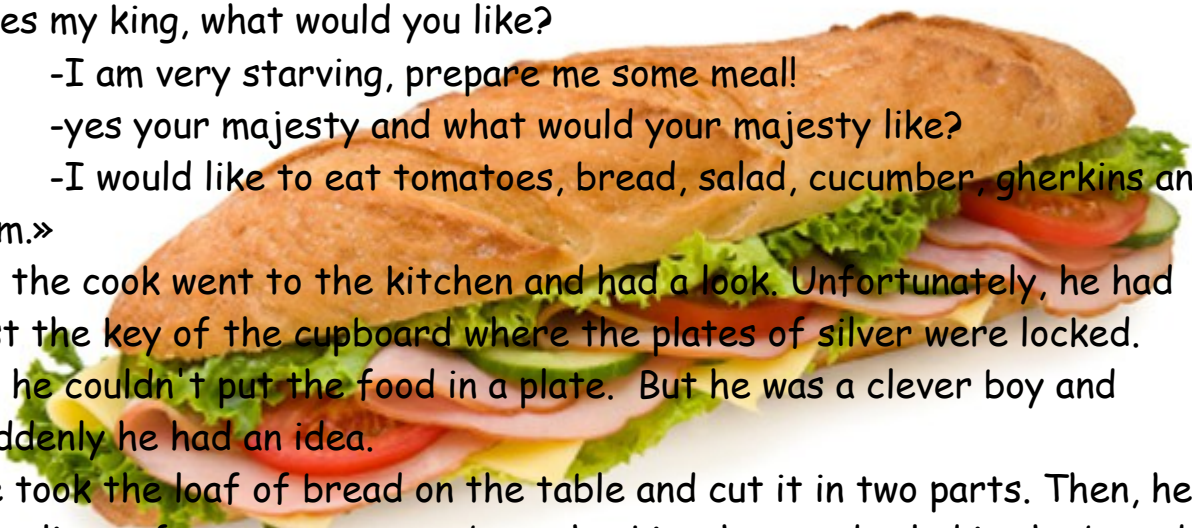 es my king, what would you like?
-I am very starving, prepare me some meal!
-yes your majesty and what would your majesty like?
-I would like to eat tomatoes, bread, salad, cucumber, gherkins an
m.»
the cook went to the kitchen and had a look. Unfortunately, he had
st the key of the cupboard where the plates of silver were locked.
he couldn't put the food in a plate. But he was a clever boy and
ddenly he had an idea.
e took the loaf of bread on the table and cut it in two parts. Then, he